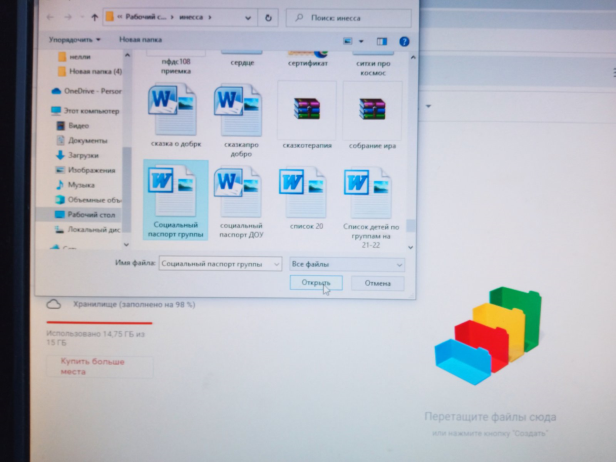 « Рабочий с... › инесса ›
Поиск: инесса
Упорядочить
Новая папка
нелли
Новая папка (4)
OneDrive - Person
Этот компьютер
Видео
Документы
Загрузки
Изображения
Музыка
Объемные объ
Рабочий стол
Локальный дис
Сеть
пфдс108
приемка
сердце
сертификат
ситки про
космос
сказка о добрк
сказкапро
добро
сказкотерапия
собрание ира
Социальный
паспорт группы
социальный
паспорт ДОУ
список 20
Список детей по
группам на
21-22
Имя файла:
Социальный паспорт группы
Все файлы
Открыть
Отмена
Хранилище (заполнено на 98 %)
Использовано 14,75 ГБ из
15 ГБ
Купить больше
места
Перетащите файлы сюда
или нажмите кнопку "Создать".